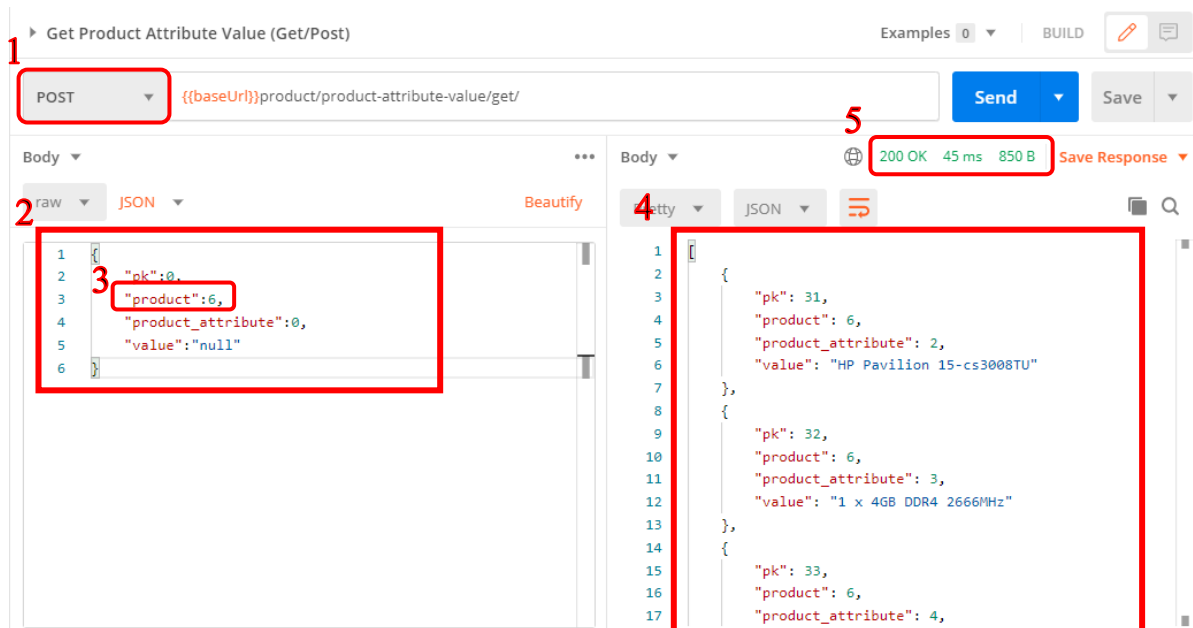 Get Product Attribute Value (Get/Post)
Examples 0
BUILD
1
POST
{{baseUrl}}product/product-attribute-value/get/
Send
Save
5
Body
Body
200 OK 45 ms 850 B
Save Response
2
raw
JSON
Beautify
4
Pretty
JSON
1 {
2 "pk":0,
3
3 "product":6,
4 "product_attribute":0,
5 "value":"null"
6 }
1 [
2 {
3 "pk": 31,
4 "product": 6,
5 "product_attribute": 2,
6 "value": "HP Pavilion 15-cs3008TU"
7 },
8 {
9 "pk": 32,
10 "product": 6,
11 "product_attribute": 3,
12 "value": "1 x 4GB DDR4 2666MHz"
13 },
14 {
15 "pk": 33,
16 "product": 6,
17 "product_attribute": 4,